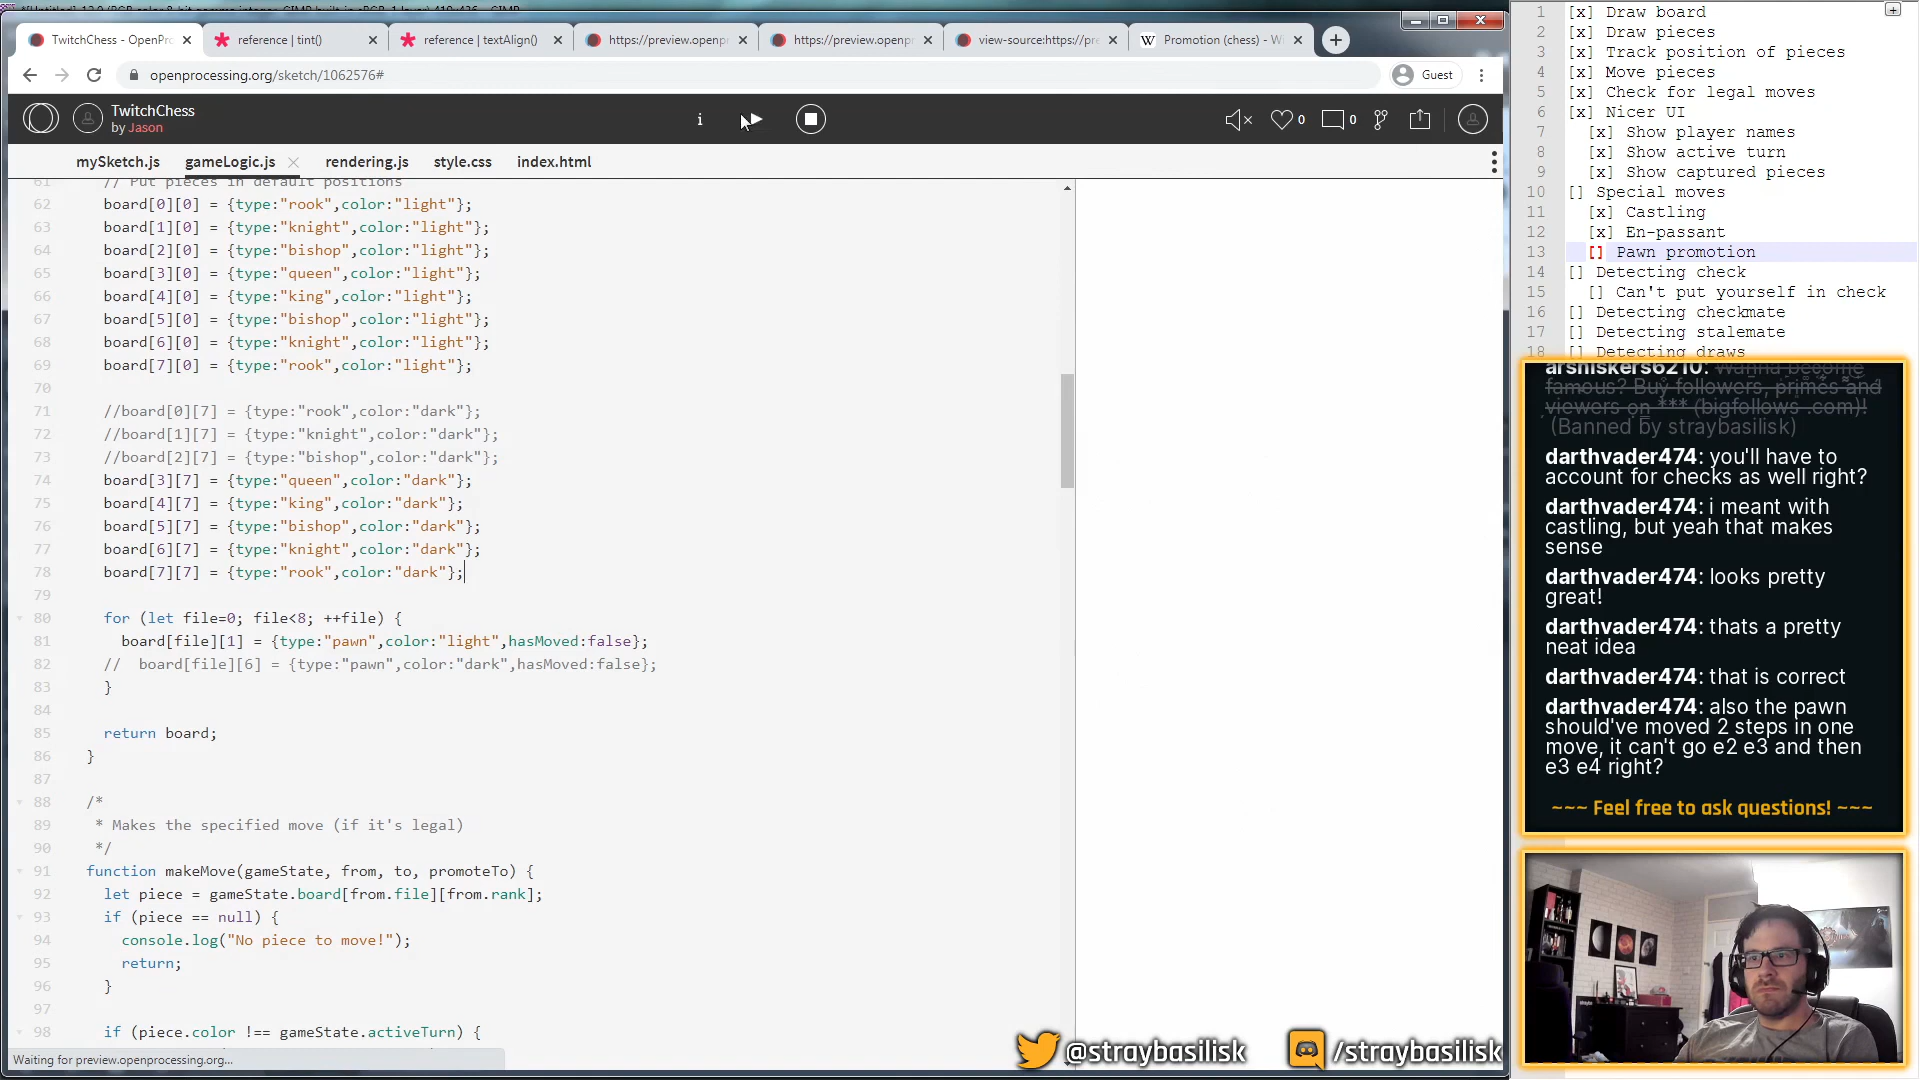 TwitchChess - OpenPro
reference | tint()
reference | textAlign()
https://preview.openp
https://preview.openp
view-source:https://pre
Promotion (chess) - Wi
openprocessing.org/sketch/1062576#
Guest
TwitchChess
by Jason
0
0
mySketch.js
gameLogic.js
rendering.js
style.css
index.html
61 // Put pieces in default positions
62 board[0][0] = {type:"rook",color:"light"};
63 board[1][0] = {type:"knight",color:"light"};
64 board[2][0] = {type:"bishop",color:"light"};
65 board[3][0] = {type:"queen",color:"light"};
66 board[4][0] = {type:"king",color:"light"};
67 board[5][0] = {type:"bishop",color:"light"};
68 board[6][0] = {type:"knight",color:"light"};
69 board[7][0] = {type:"rook",color:"light"};
70
71 //board[0][7] = {type:"rook",color:"dark"};
72 //board[1][7] = {type:"knight",color:"dark"};
73 //board[2][7] = {type:"bishop",color:"dark"};
74 board[3][7] = {type:"queen",color:"dark"};
75 board[4][7] = {type:"king",color:"dark"};
76 board[5][7] = {type:"bishop",color:"dark"};
77 board[6][7] = {type:"knight",color:"dark"};
78 board[7][7] = {type:"rook",color:"dark"};
79
80 for (let file=0; file<8; ++file) {
81 board[file][1] = {type:"pawn",color:"light",hasMoved:false};
82 // board[file][6] = {type:"pawn",color:"dark",hasMoved:false};
83 }
84
85 return board;
86 }
87
88 /*
89 * Makes the specified move (if it's legal)
90 */
91 function makeMove(gameState, from, to, promoteTo) {
92 let piece = gameState.board[from.file][from.rank];
93 if (piece == null) {
94 console.log("No piece to move!");
95 return;
96 }
97
98 if (piece.color !== gameState.activeTurn) {
Waiting for preview.openprocessing.org...
1 [x] Draw board
2 [x] Draw pieces
3 [x] Track position of pieces
4 [x] Move pieces
5 [x] Check for legal moves
6 [x] Nicer UI
7 [x] Show player names
8 [x] Show active turn
9 [x] Show captured pieces
10 [] Special moves
11 [x] Castling
12 [x] En-passant
13 [] Pawn promotion
14 [] Detecting check
15 [] Can't put yourself in check
16 [] Detecting checkmate
17 [] Detecting stalemate
18 [] Detecting draws
arshiskers6210: Wanna become
famous? Buy followers, primes and
viewers on *** (bigfollows .com)!
(Banned by straybasilisk)
darthvader474: you'll have to
account for checks as well right?
darthvader474: i meant with
castling, but yeah that makes
sense
darthvader474: looks pretty
great!
darthvader474: thats a pretty
neat idea
darthvader474: that is correct
darthvader474: also the pawn
should've moved 2 steps in one
move, it can't go e2 e3 and then
e3 e4 right?
~~~ Feel free to ask questions! ~~~
@straybasilisk
/straybasilisk